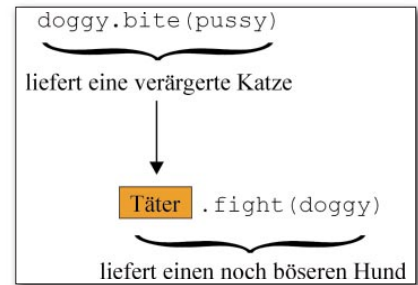 doggy.bite(pussy)
liefert eine verärgerte Katze
Täter .fight(doggy)
liefert einen noch böseren Hund